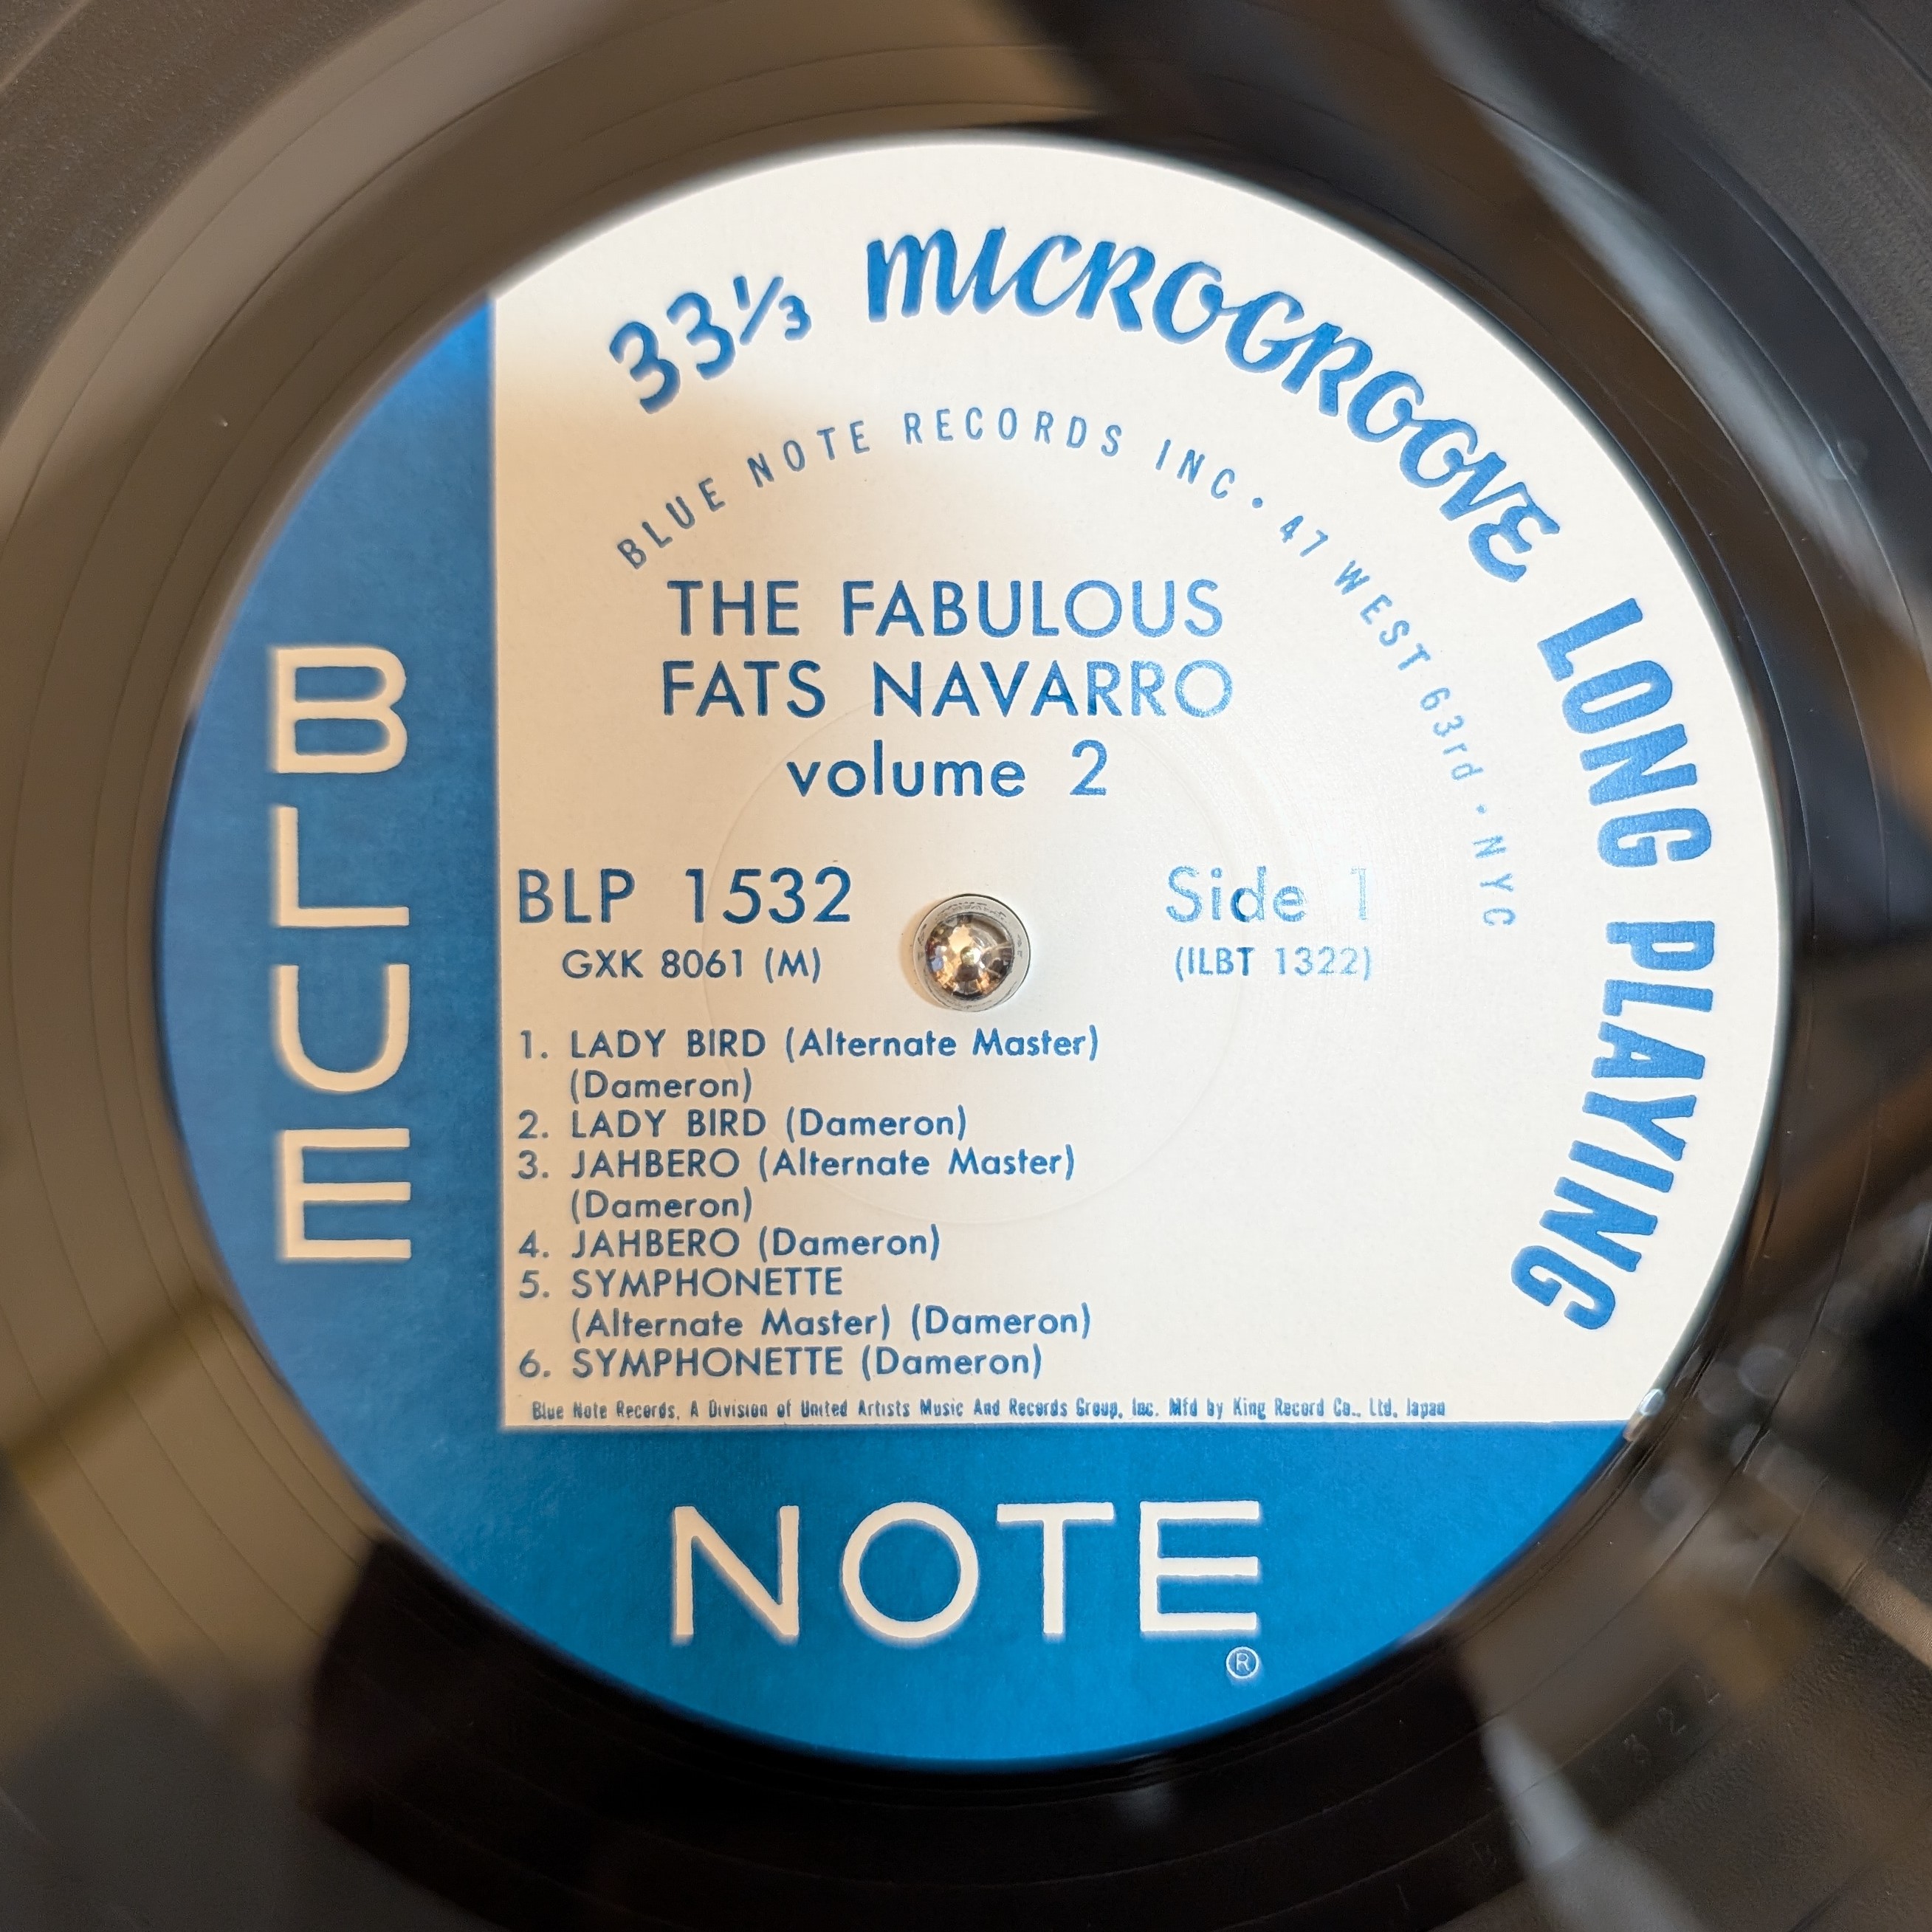 33⅓ MICROGROOVE LONG PLAYING
BLUE NOTE RECORDS INC · 47 WEST 63rd · NYC
THE FABULOUS
FATS NAVARRO
volume 2
BLP 1532
Side 1
GXK 8061 (M)
(ILBT 1322)
1. LADY BIRD (Alternate Master)
(Dameron)
2. LADY BIRD (Dameron)
3. JAHBERO (Alternate Master)
(Dameron)
4. JAHBERO (Dameron)
5. SYMPHONETTE
(Alternate Master) (Dameron)
6. SYMPHONETTE (Dameron)
Blue Note Records, A Division of United Artists Music And Records Group, Inc. Mfd by King Record Co., Ltd, Japan
BLUE
NOTE
®